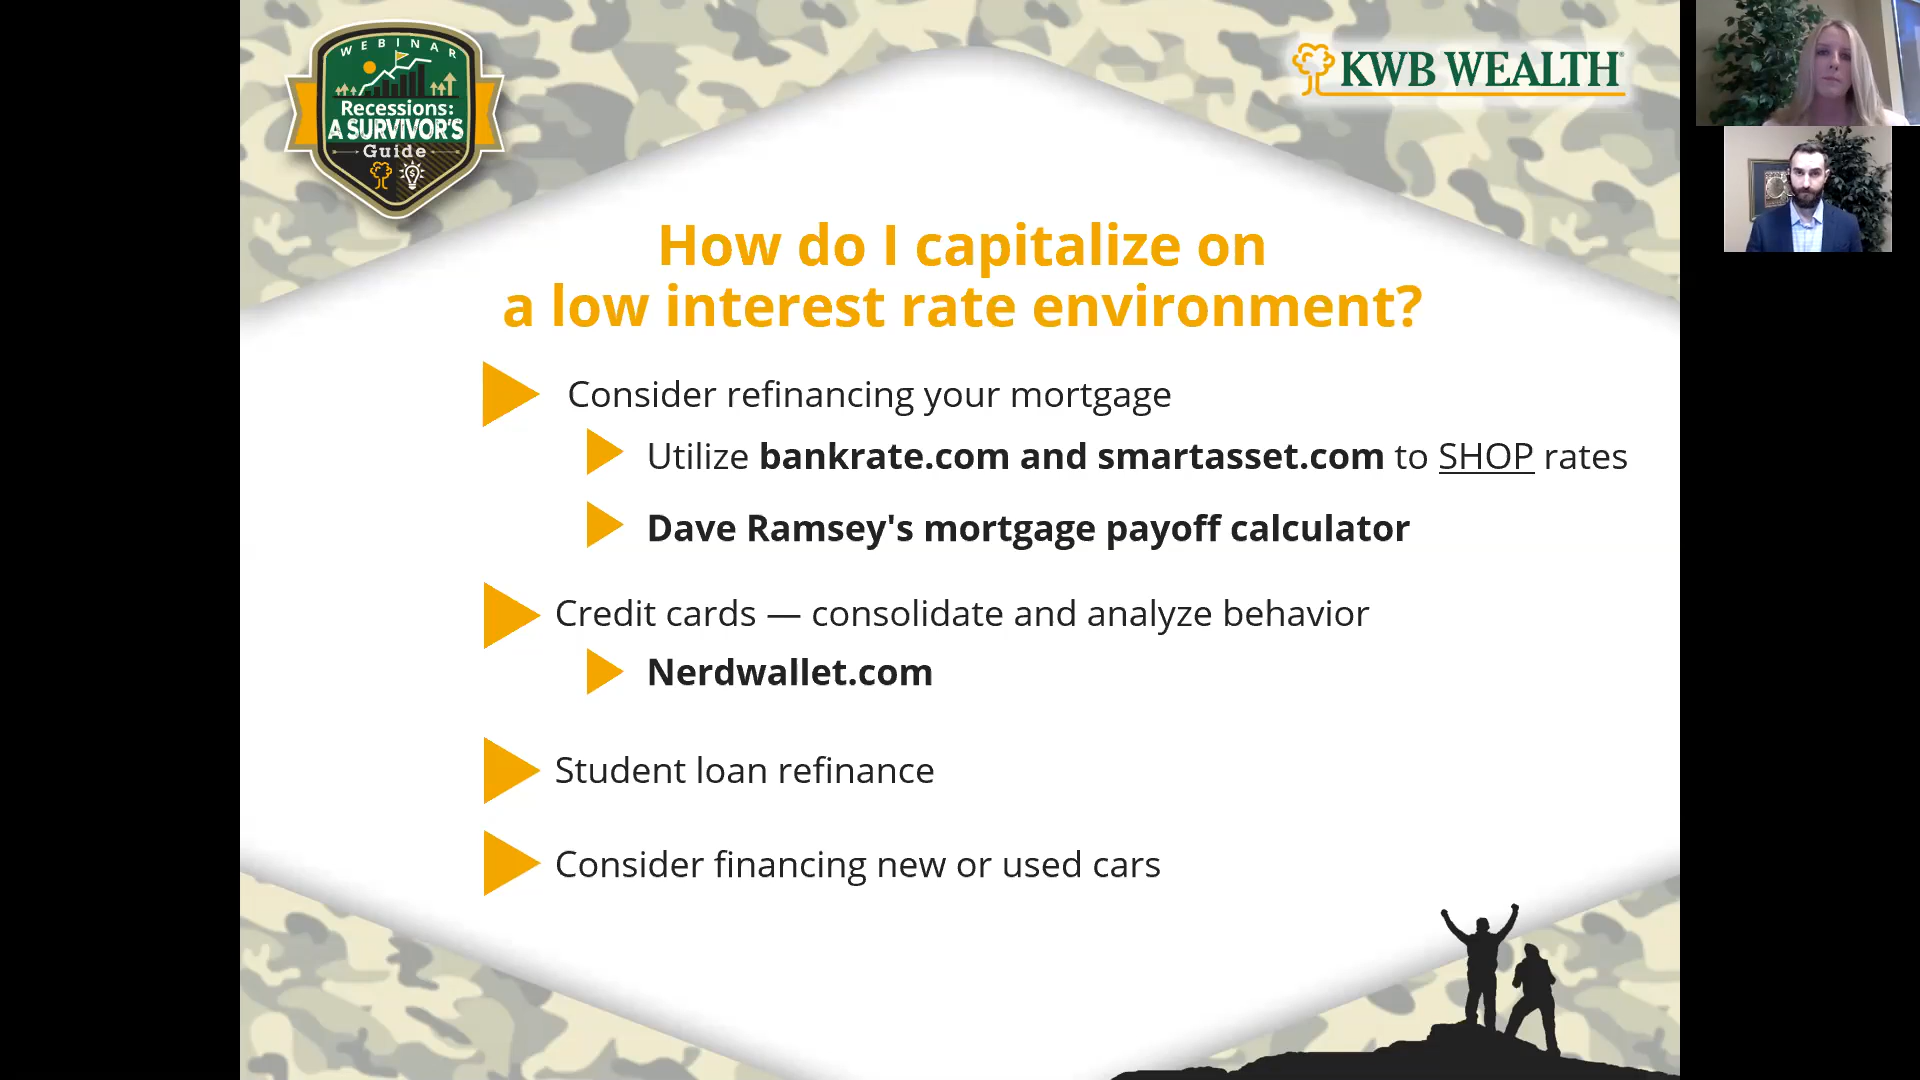 WEBINAR
Recessions:
A SURVIVOR'S
Guide
KWB WEALTH®
How do I capitalize on
a low interest rate environment?
Consider refinancing your mortgage
Utilize bankrate.com and smartasset.com to SHOP rates
Dave Ramsey's mortgage payoff calculator
Credit cards — consolidate and analyze behavior
Nerdwallet.com
Student loan refinance
Consider financing new or used cars